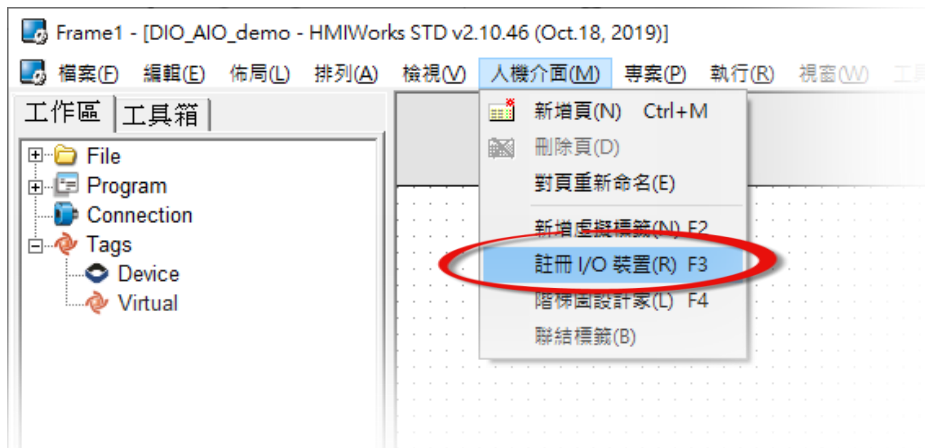 Frame1 - [DIO_AIO_demo - HMIWorks STD v2.10.46 (Oct.18, 2019)]
檔案(F) 編輯(E) 佈局(L) 排列(A) 檢視(V) 人機介面(M) 專案(P) 執行(R) 視窗(W) 工具
工作區 工具箱
File
Program
Connection
Tags
Device
Virtual
新增頁(N) Ctrl+M
刪除頁(D)
對頁重新命名(E)
新增虛擬標籤(N) F2
註冊 I/O 裝置(R) F3
階梯圖設計家(L) F4
聯結標籤(B)